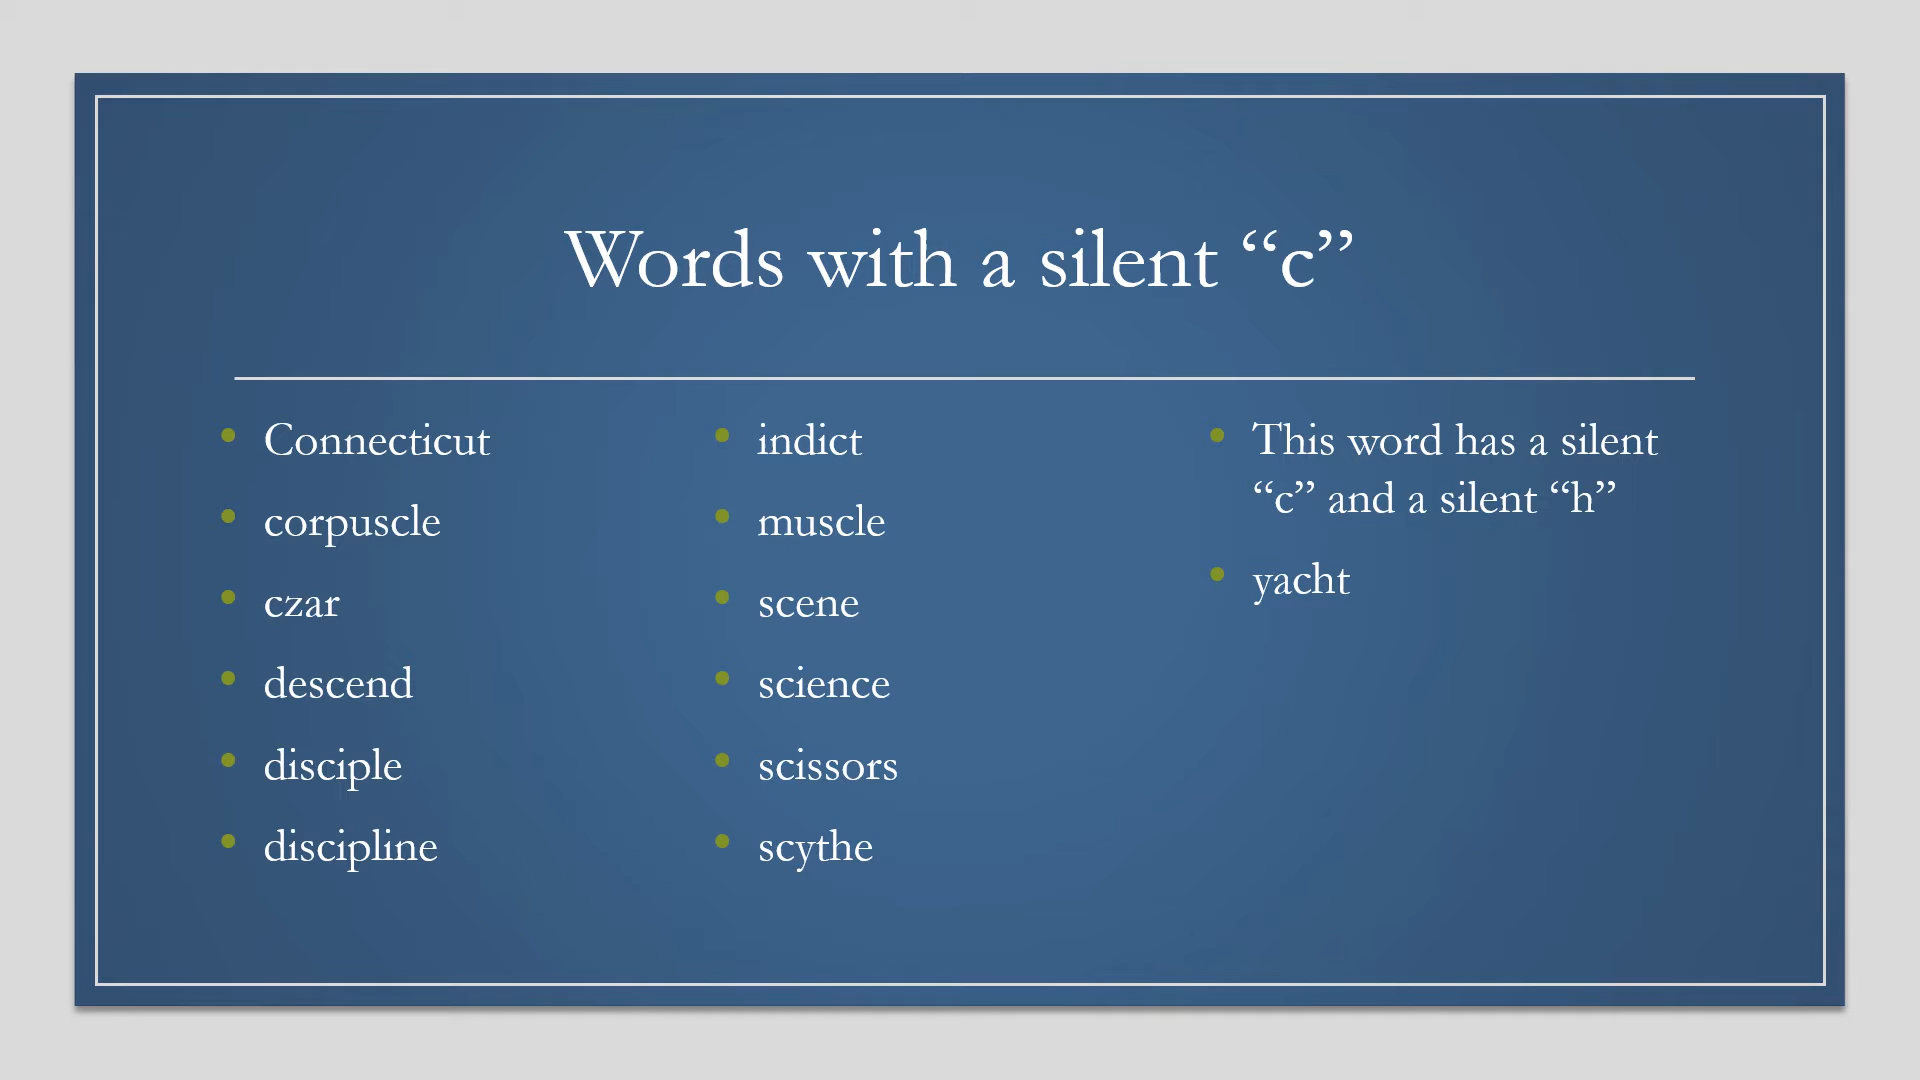 Words with a silent “c”
Connecticut
corpuscle
czar
descend
disciple
discipline
indict
muscle
scene
science
scissors
scythe
This word has a silent
“c” and a silent “h”
yacht